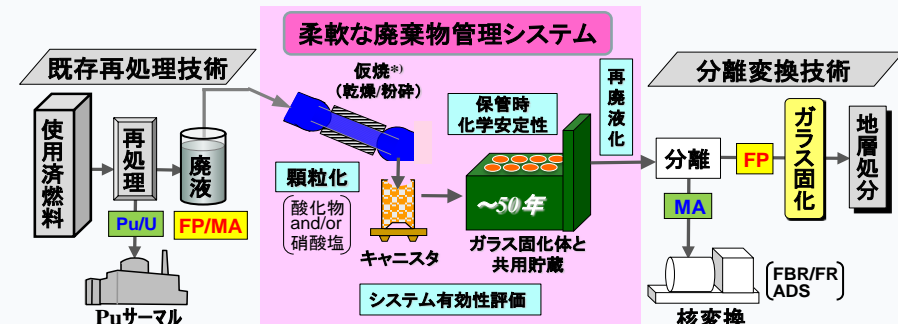 柔軟な廃棄物管理システム
既存再処理技術
使用済燃料
再処理
廃液
Pu/U
FP/MA
Puサーマル
仮焼*)
(乾燥/粉砕)
顆粒化
酸化物
and/or
硝酸塩
キャニスタ
保管時
化学安定性
～50年
ガラス固化体と
共用貯蔵
システム有効性評価
再廃液化
分離変換技術
分離
FP
ガラス固化
地層処分
MA
FBR/FR
ADS
核変換